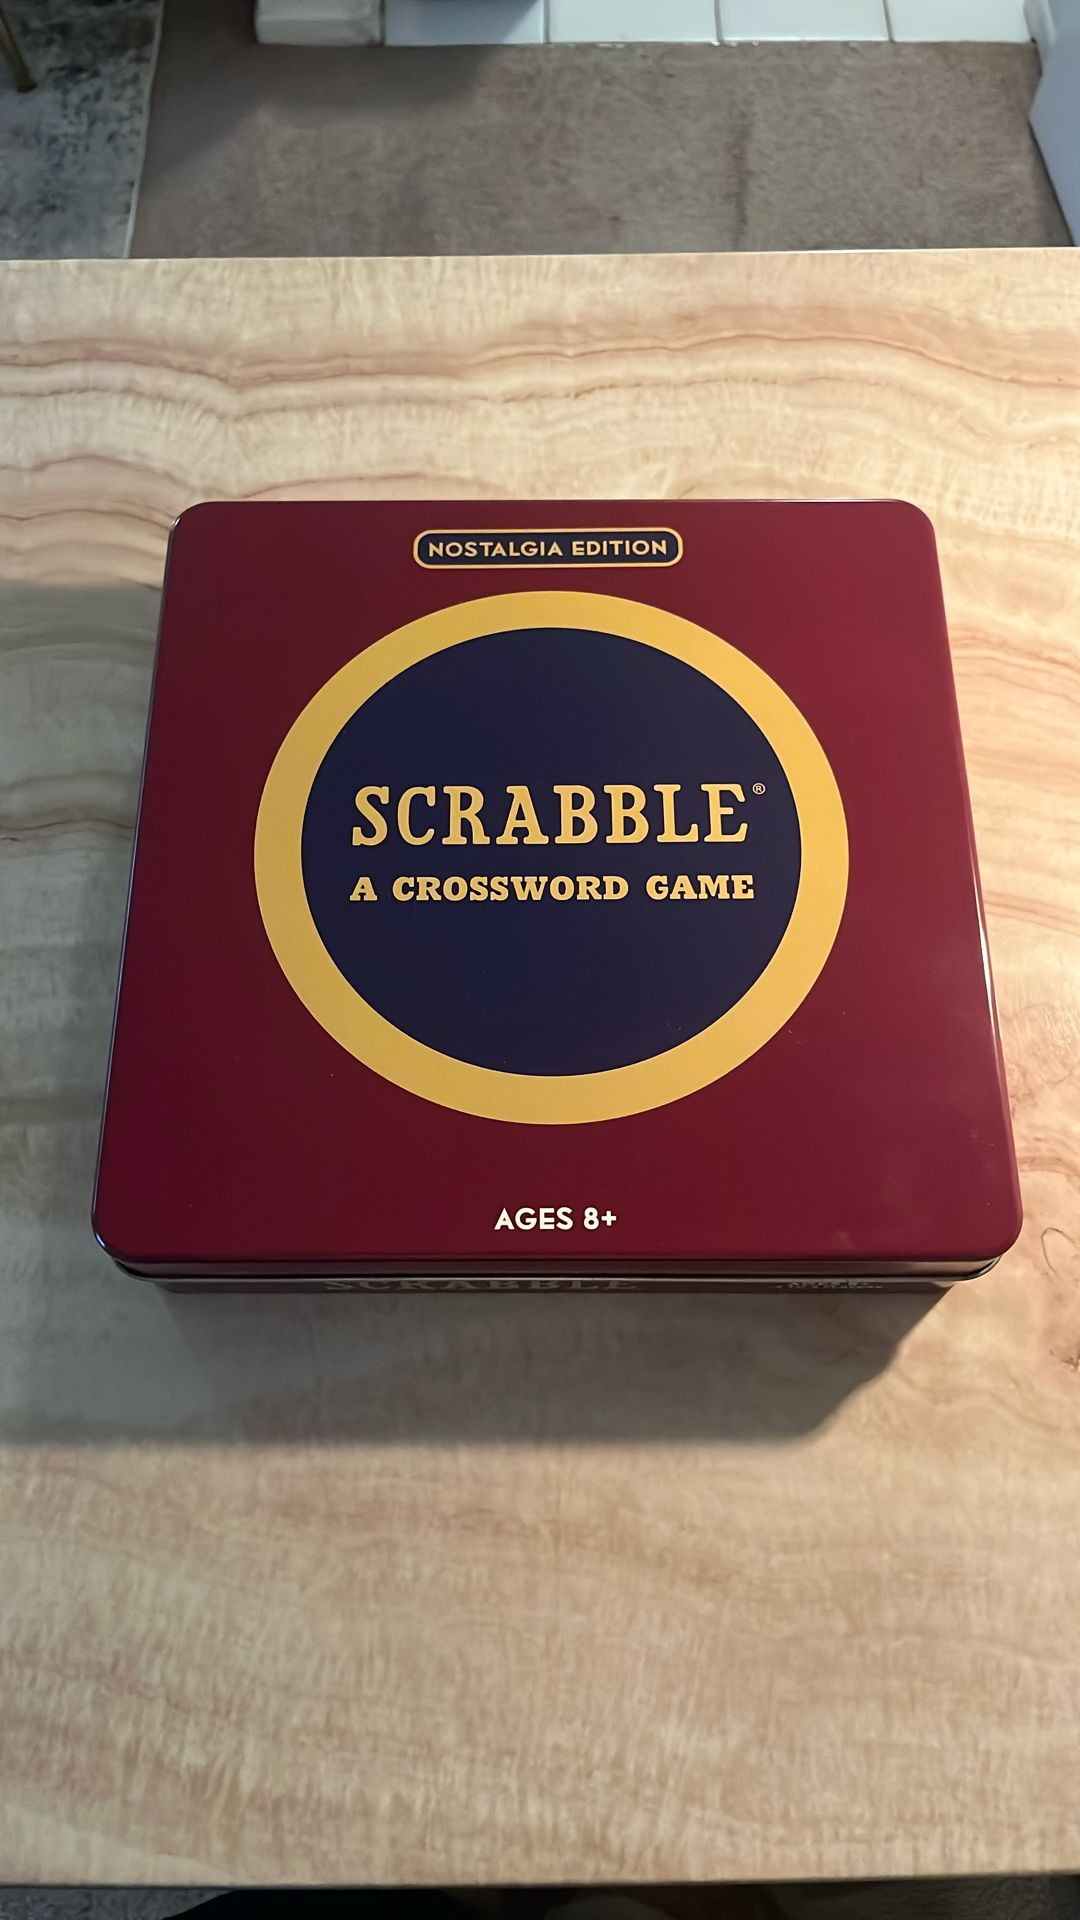 NOSTALGIA EDITION
SCRABBLE®
A CROSSWORD GAME
AGES 8+
SCRABBLE